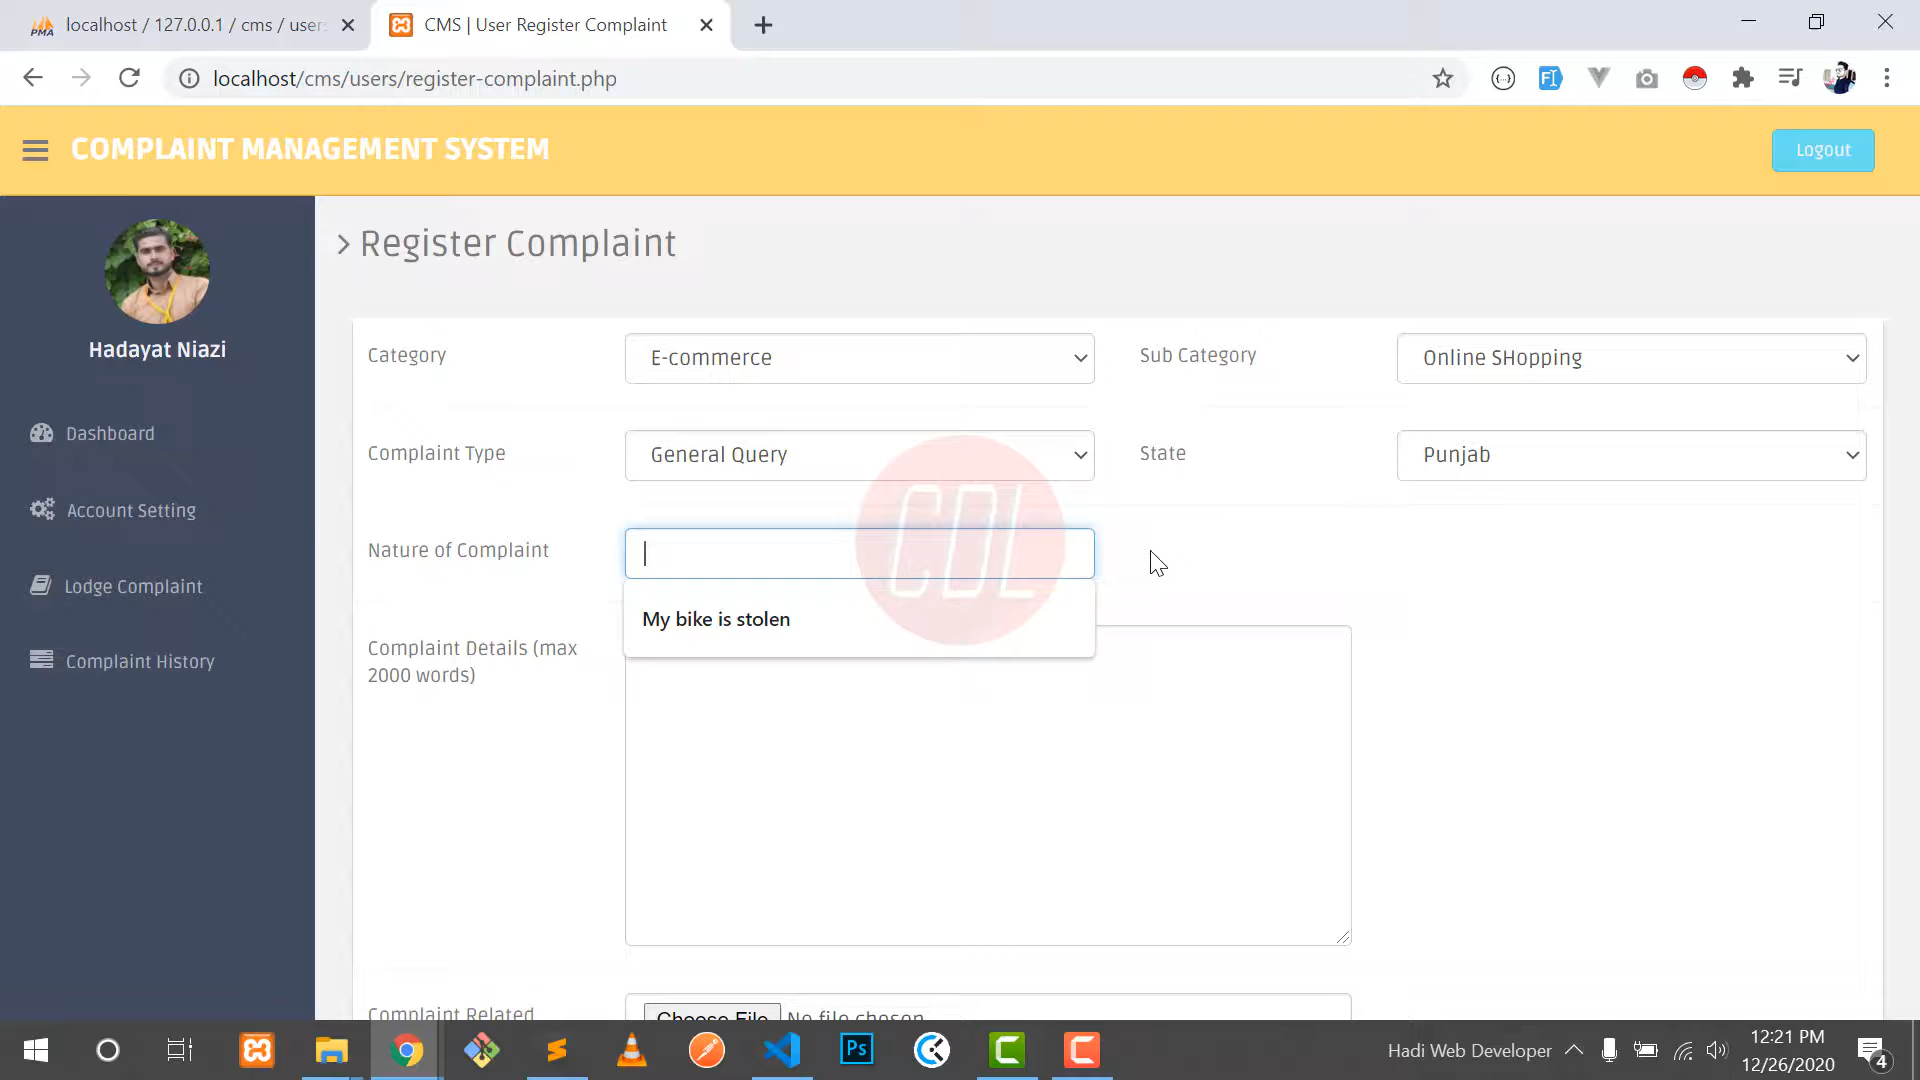 localhost / 127.0.0.1 / cms / user
CMS | User Register Complaint
localhost/cms/users/register-complaint.php
COMPLAINT MANAGEMENT SYSTEM
Logout
Hadayat Niazi
Dashboard
Account Setting
Lodge Complaint
Complaint History
Register Complaint
Category
E-commerce
Sub Category
Online SHopping
Complaint Type
General Query
State
Punjab
Nature of Complaint
My bike is stolen
CDL
Complaint Details (max
2000 words)
Complaint Related
Choose File No file chosen
Hadi Web Developer
12:21 PM
12/26/2020
4